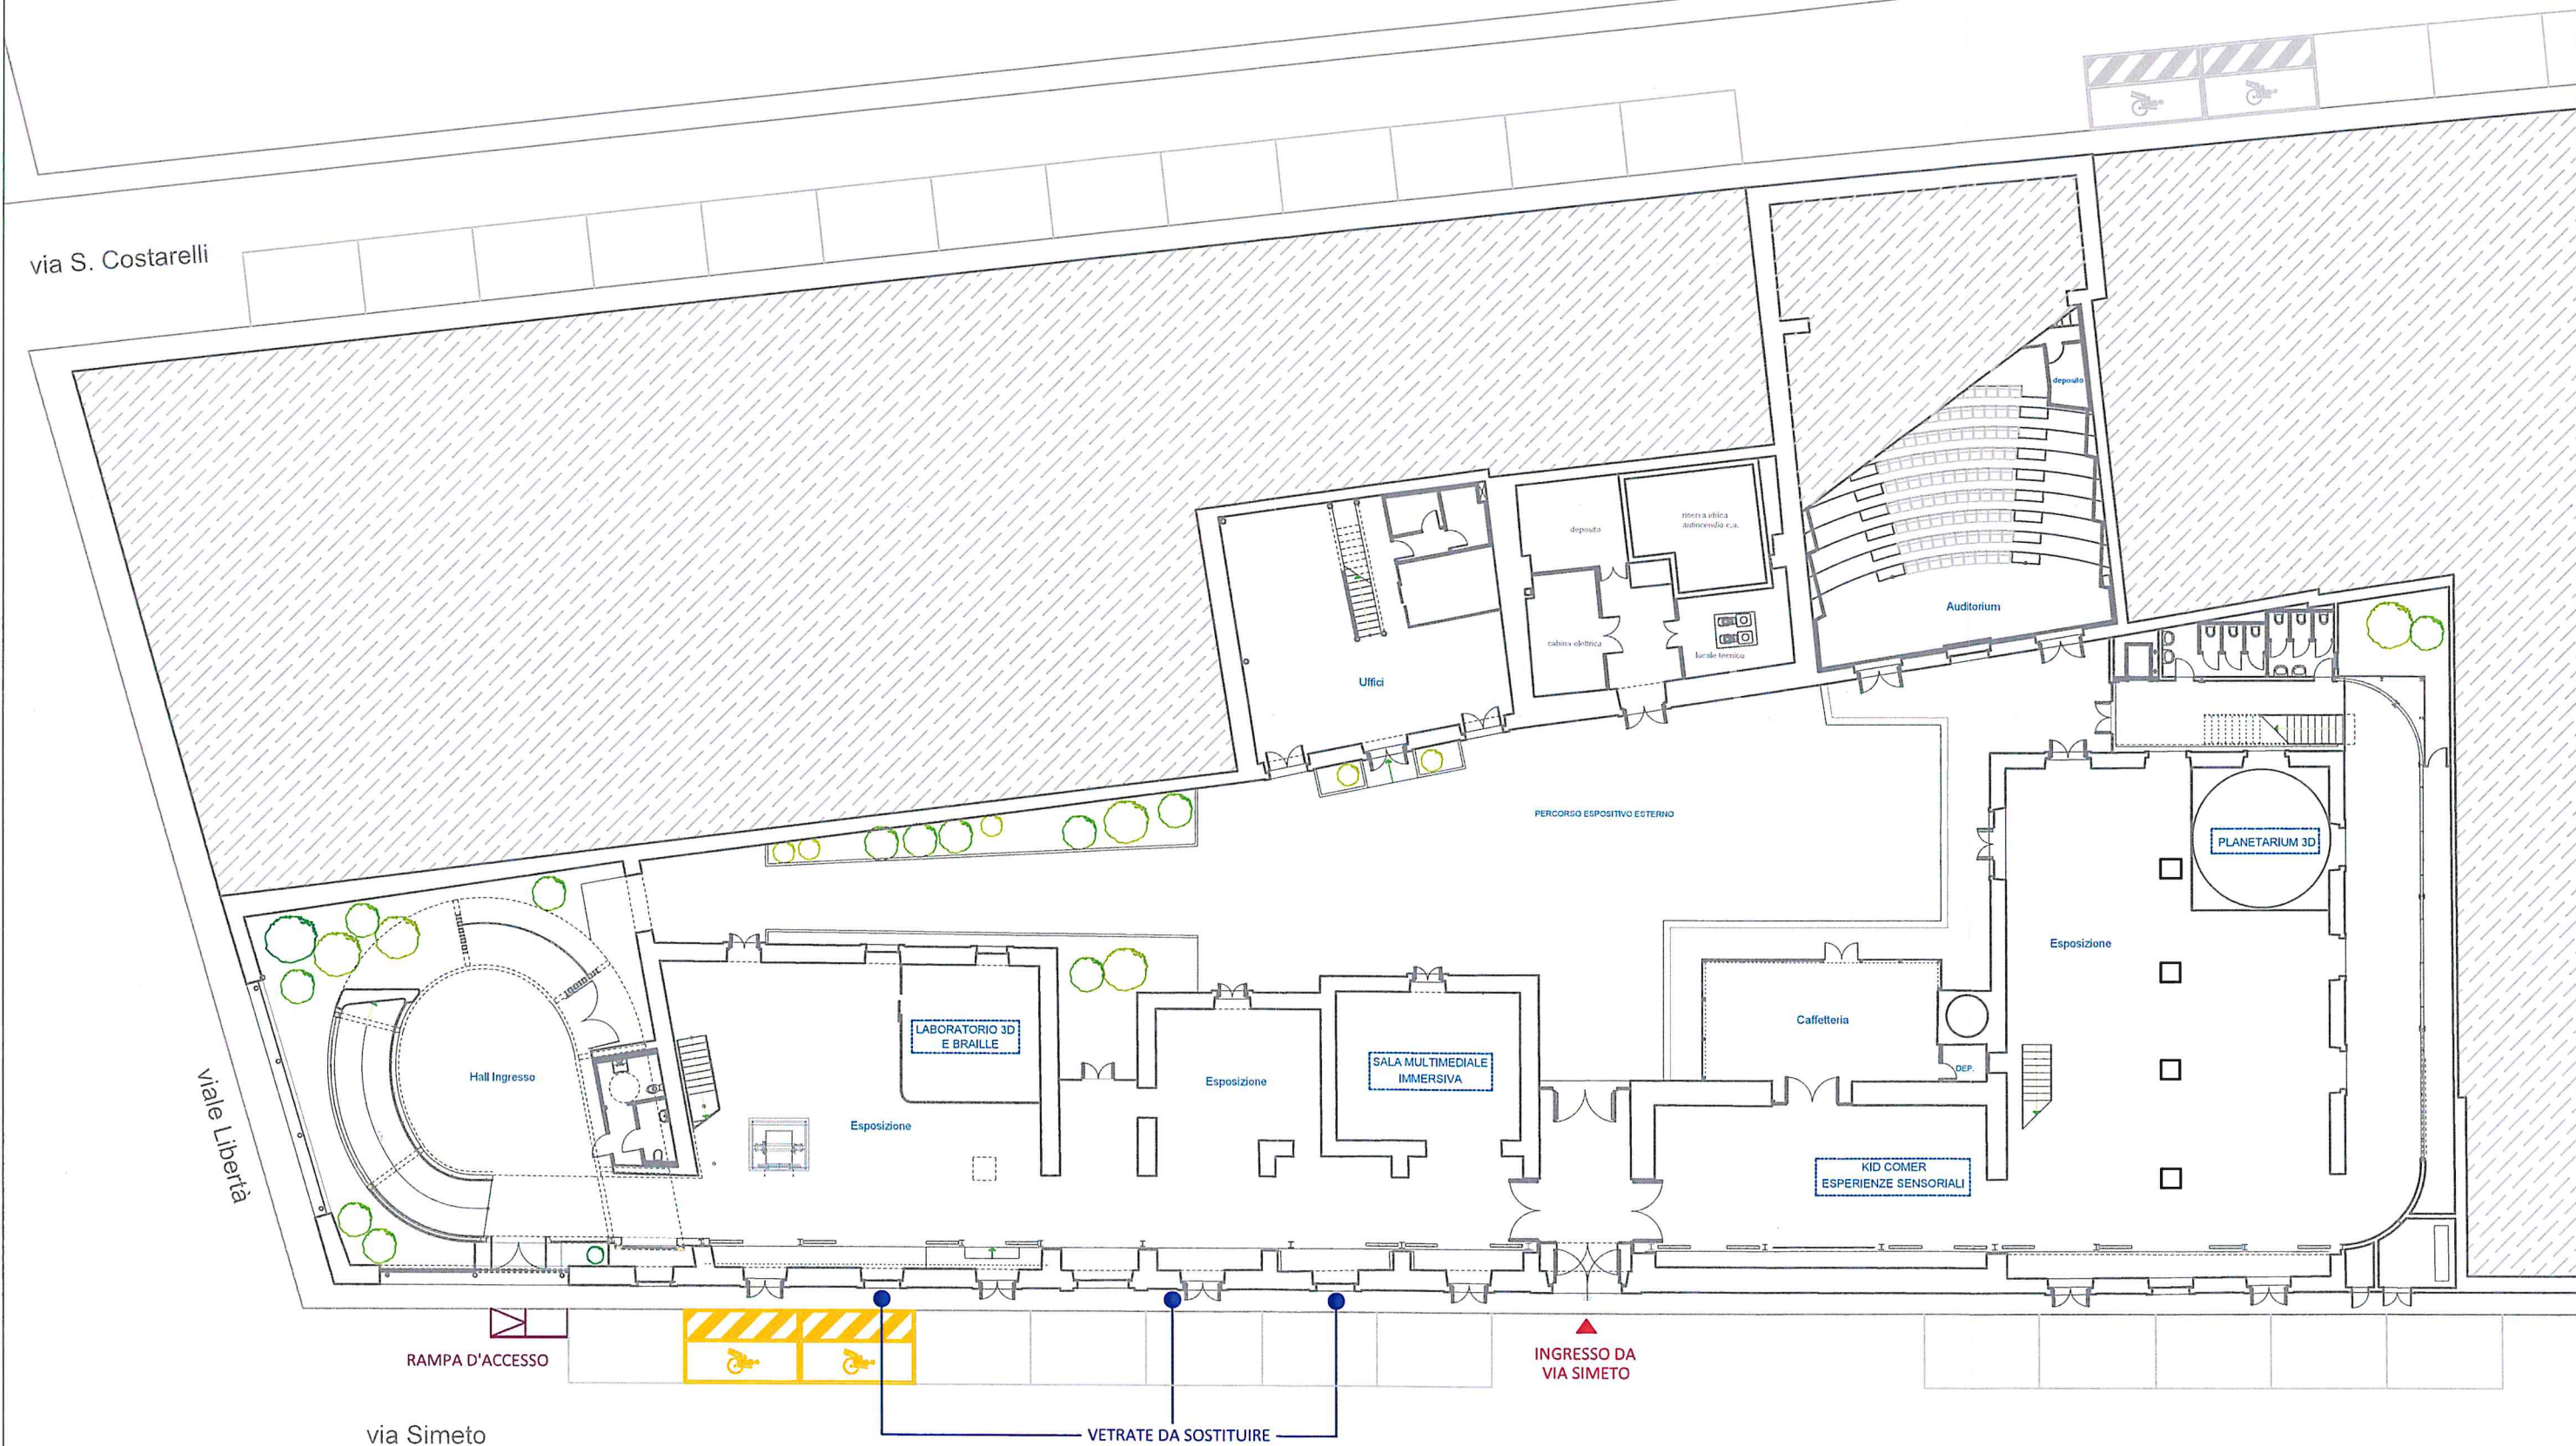 via S. Costarelli
deposito
deposito
riserva idrica
antincendio c.a.
Auditorium
cabina elettrica
locale tecnico
Uffici
PERCORSO ESPOSITIVO ESTERNO
PLANETARIUM 3D
Esposizione
LABORATORIO 3D
E BRAILLE
Caffetteria
SALA MULTIMEDIALE
IMMERSIVA
Hall Ingresso
Esposizione
DEP.
viale Libertà
Esposizione
KID COMER
ESPERIENZE SENSORIALI
RAMPA D'ACCESSO
INGRESSO DA
VIA SIMETO
via Simeto
VETRATE DA SOSTITUIRE